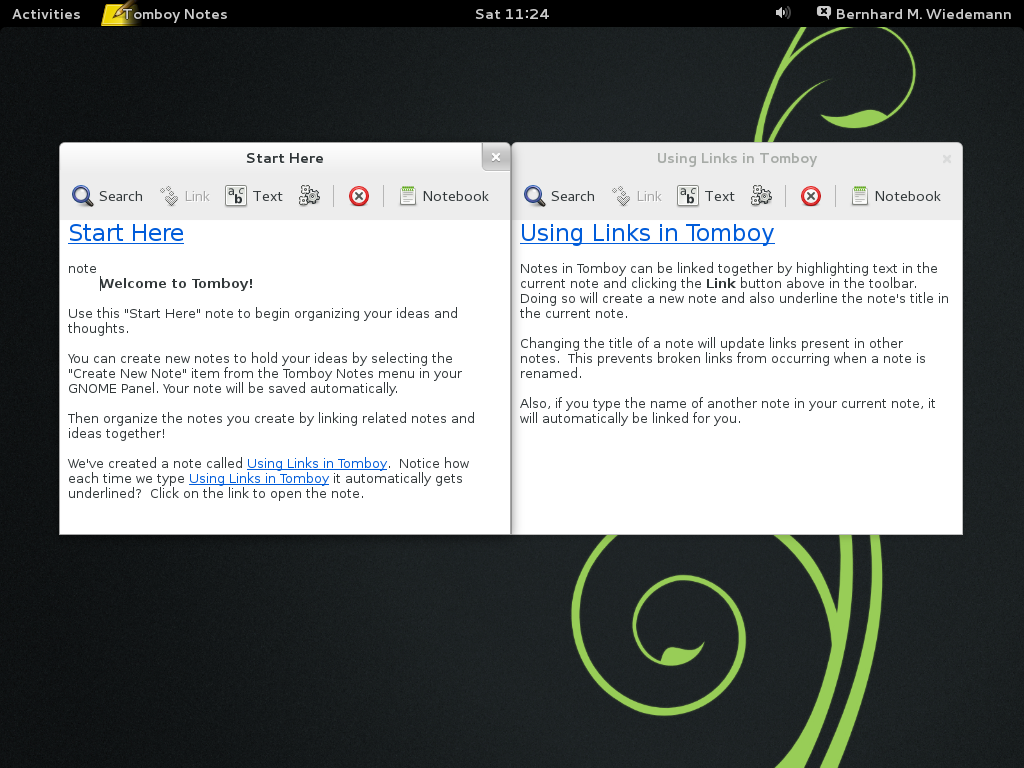 Activities Tomboy Notes Sat 11:24 Bernhard M. Wiedemann
Start Here
Search Link Text Notebook
Start Here
note
Welcome to Tomboy!
Use this "Start Here" note to begin organizing your ideas and
thoughts.
You can create new notes to hold your ideas by selecting the
"Create New Note" item from the Tomboy Notes menu in your
GNOME Panel. Your note will be saved automatically.
Then organize the notes you create by linking related notes and
ideas together!
We've created a note called Using Links in Tomboy.  Notice how
each time we type Using Links in Tomboy it automatically gets
underlined?  Click on the link to open the note.
Using Links in Tomboy
Search Link Text Notebook
Using Links in Tomboy
Notes in Tomboy can be linked together by highlighting text in the
current note and clicking the Link button above in the toolbar.
Doing so will create a new note and also underline the note's title in
the current note.
Changing the title of a note will update links present in other
notes.  This prevents broken links from occurring when a note is
renamed.
Also, if you type the name of another note in your current note, it
will automatically be linked for you.